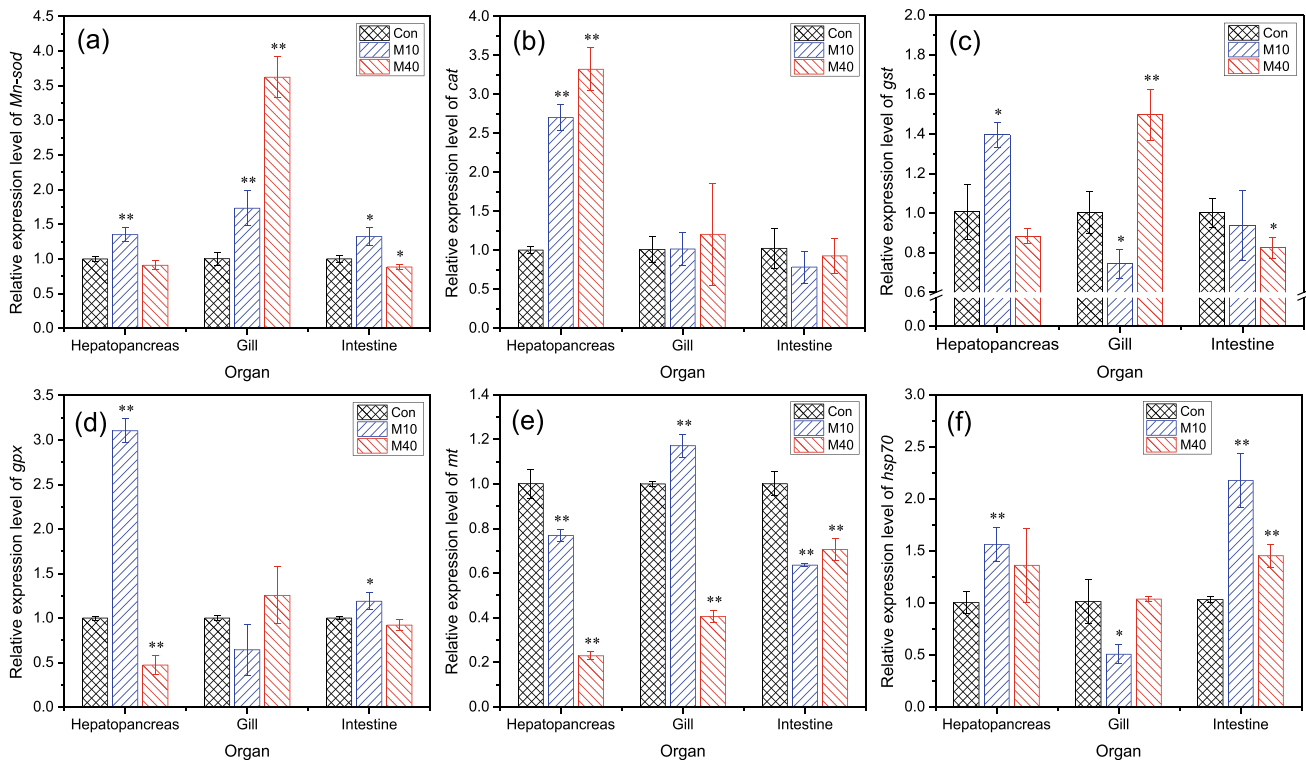 (a)
Con
M10
M40
Relative expression level of Mn-sod
4.5
4.0
3.5
3.0
2.5
2.0
1.5
1.0
0.5
0.0
**
**
**
*
*
Hepatopancreas Gill Intestine
Organ
(b)
Con
M10
M40
Relative expression level of cat
4.0
3.5
3.0
2.5
2.0
1.5
1.0
0.5
0.0
**
**
Hepatopancreas Gill Intestine
Organ
(c)
Con
M10
M40
Relative expression level of gst
2.0
1.8
1.6
1.4
1.2
1.0
0.8
0.6
0.0
*
*
**
*
Hepatopancreas Gill Intestine
Organ
(d)
Con
M10
M40
Relative expression level of gpx
3.5
3.0
2.5
2.0
1.5
1.0
0.5
0.0
**
**
*
Hepatopancreas Gill Intestine
Organ
(e)
Con
M10
M40
Relative expression level of mt
1.4
1.2
1.0
0.8
0.6
0.4
0.2
0.0
**
**
**
**
**
**
Hepatopancreas Gill Intestine
Organ
(f)
Con
M10
M40
Relative expression level of hsp70
3.0
2.5
2.0
1.5
1.0
0.5
0.0
**
*
**
**
Hepatopancreas Gill Intestine
Organ